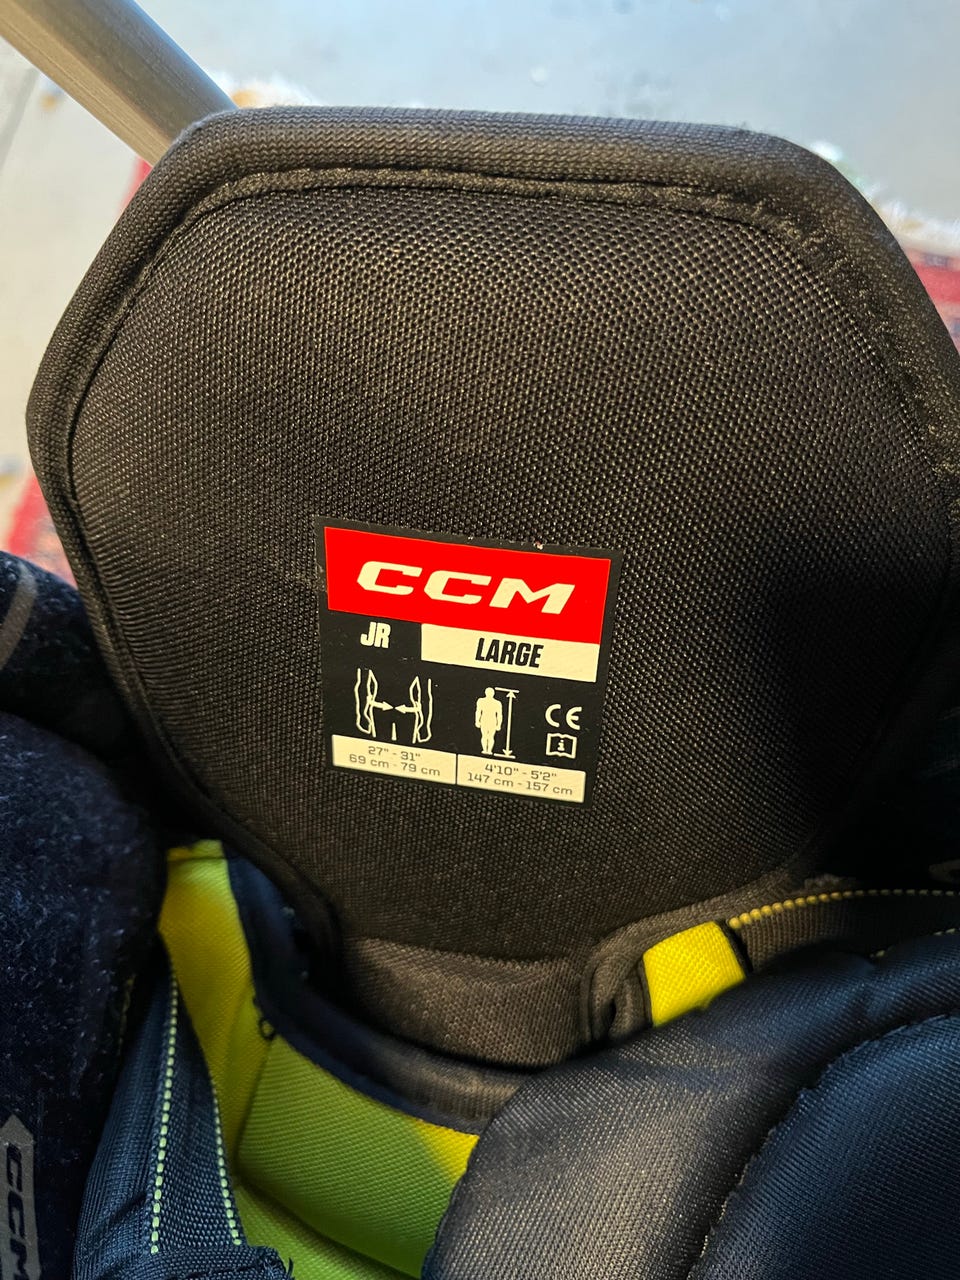 CCM
JR LARGE
CE
27" - 31"
69 cm - 79 cm
4'10" - 5'2"
147 cm - 157 cm
CCM